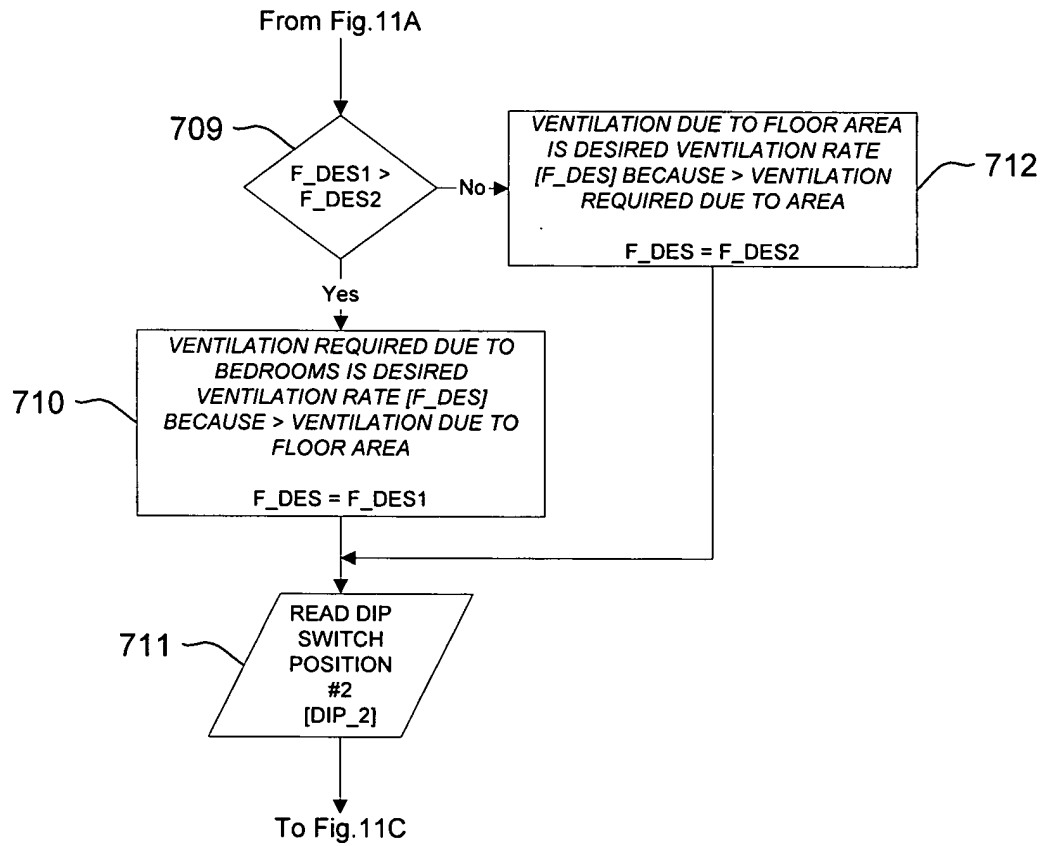 From Fig.11A
709
F_DES1 >
F_DES2
No
VENTILATION DUE TO FLOOR AREA
IS DESIRED VENTILATION RATE
[F_DES] BECAUSE > VENTILATION
REQUIRED DUE TO AREA
F_DES = F_DES2
712
Yes
710
VENTILATION REQUIRED DUE TO
BEDROOMS IS DESIRED
VENTILATION RATE [F_DES]
BECAUSE > VENTILATION DUE TO
FLOOR AREA
F_DES = F_DES1
711
READ DIP
SWITCH
POSITION
#2
[DIP_2]
To Fig.11C